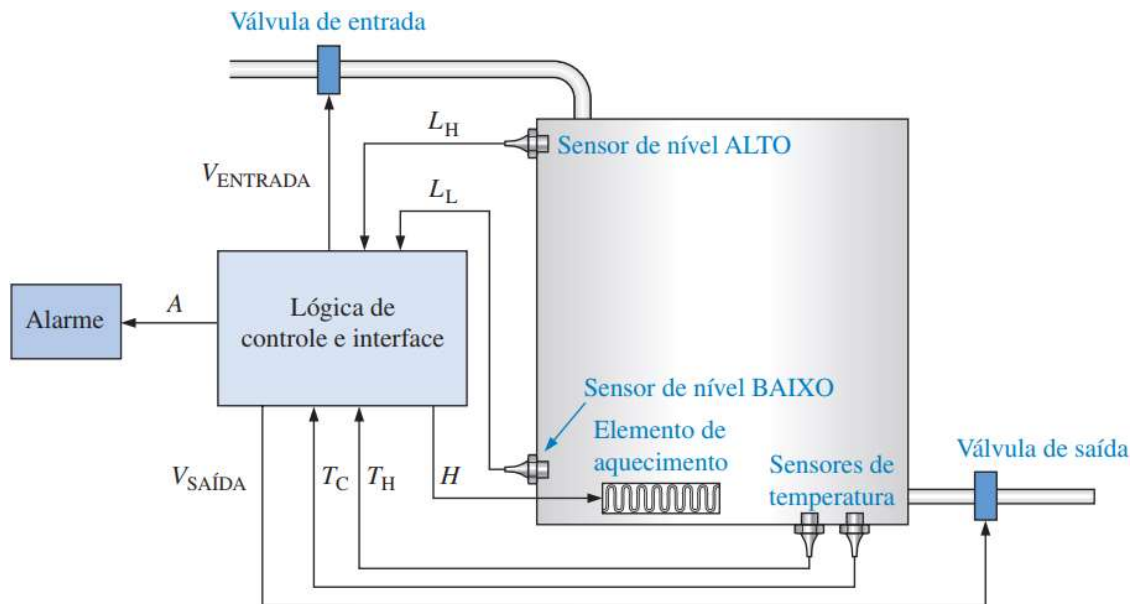 Válvula de entrada
L_H
Sensor de nível ALTO
V_ENTRADA
L_L
Alarme
A
Lógica de
controle e interface
Sensor de nível BAIXO
Elemento de
aquecimento
Válvula de saída
Sensores de
temperatura
V_SAÍDA
T_C
T_H
H